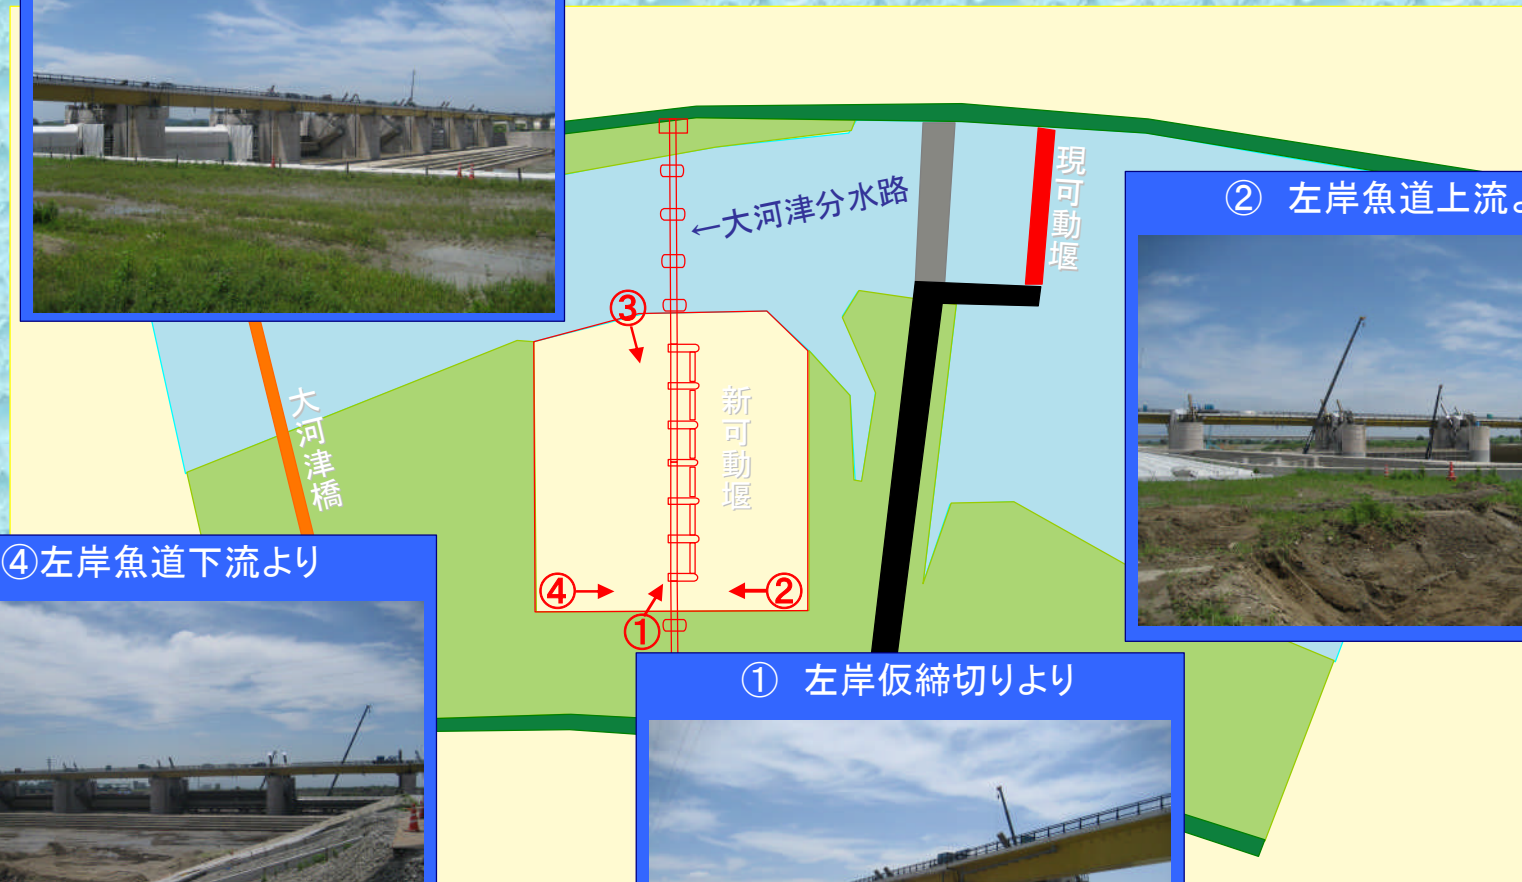 ←大河津分水路
現可動堰
② 左岸魚道上流
③
新可動堰
大河津橋
④左岸魚道下流より
④
②
①
① 左岸仮締切りより